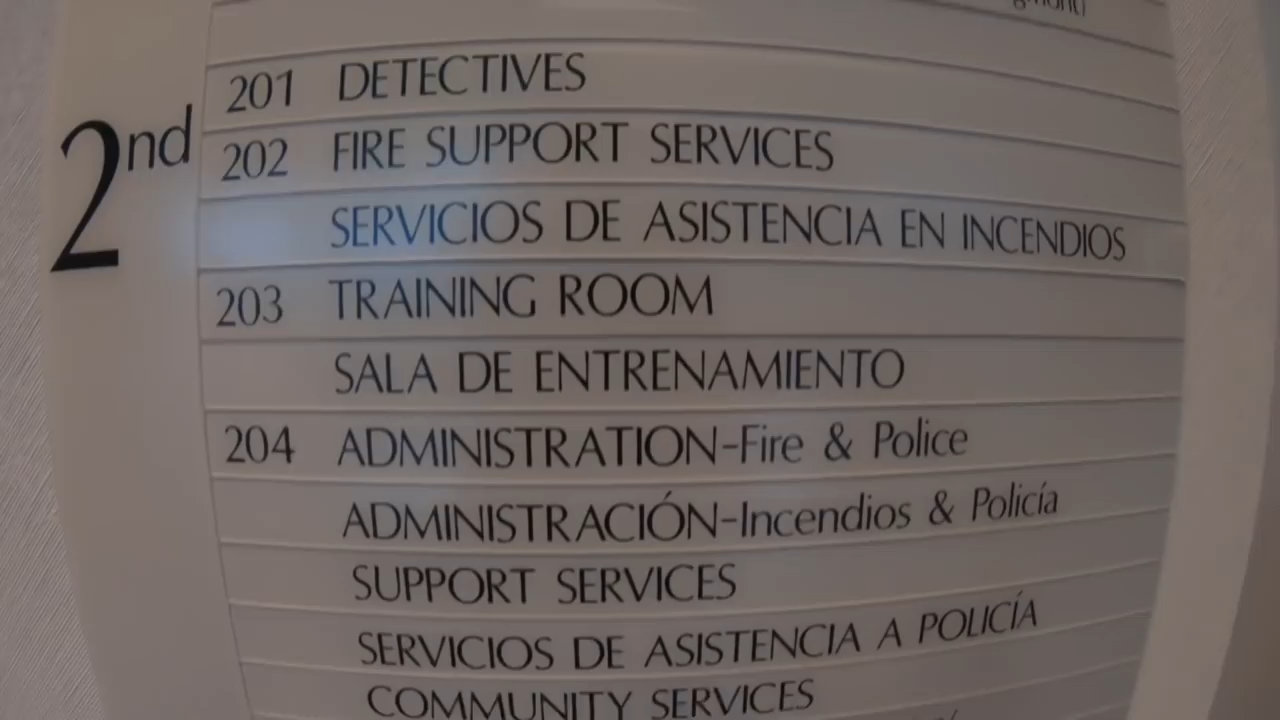 2nd
201 DETECTIVES
202 FIRE SUPPORT SERVICES
SERVICIOS DE ASISTENCIA EN INCENDIOS
203 TRAINING ROOM
SALA DE ENTRENAMIENTO
204 ADMINISTRATION-Fire & Police
ADMINISTRACIÓN-Incendios & Policía
SUPPORT SERVICES
SERVICIOS DE ASISTENCIA A POLICÍA
COMMUNITY SERVICES